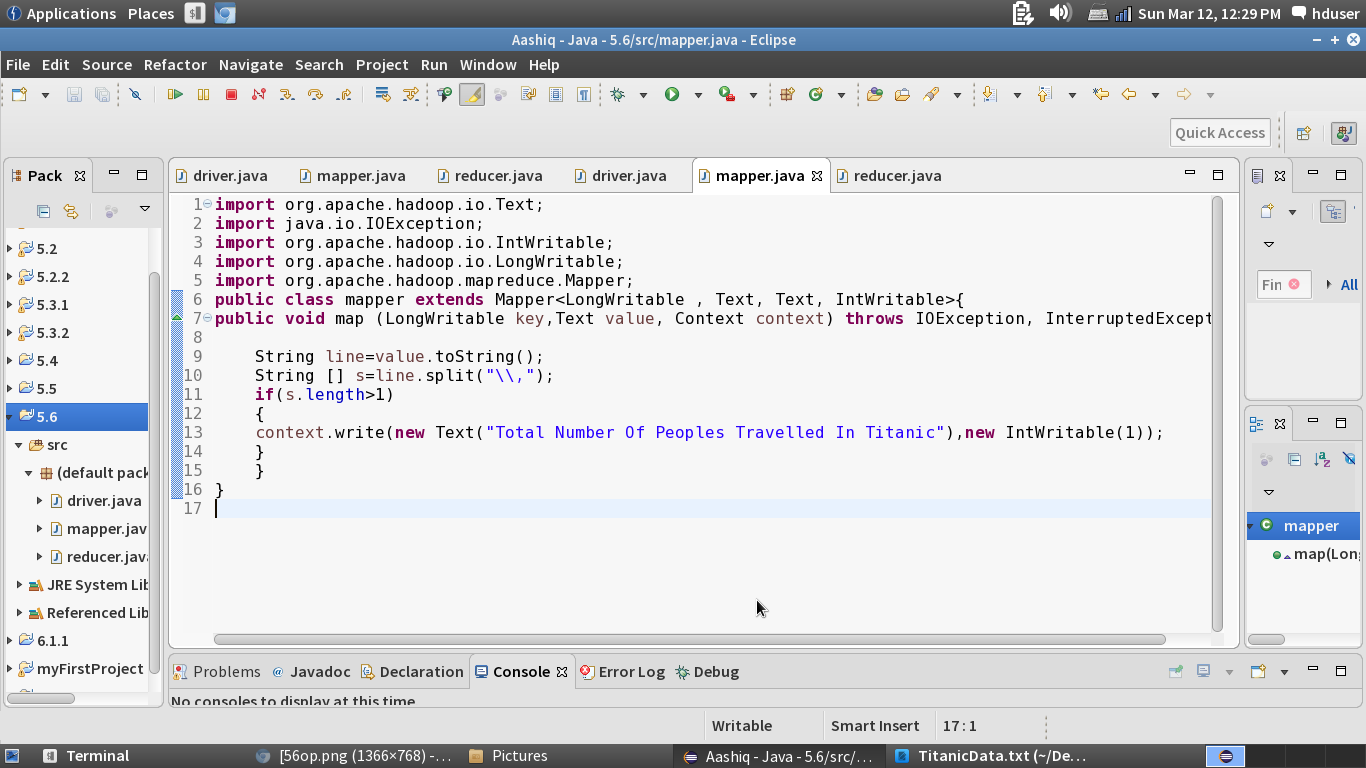 Applications Places Sun Mar 12, 12:29 PM hduser
Aashiq - Java - 5.6/src/mapper.java - Eclipse
File Edit Source Refactor Navigate Search Project Run Window Help
Quick Access
Pack
5.2
5.2.2
5.3.1
5.3.2
5.4
5.5
5.6
src
(default pack
driver.java
mapper.jav
reducer.java
JRE System Lib
Referenced Lib
6.1.1
myFirstProject
driver.java mapper.java reducer.java driver.java mapper.java reducer.java
1 import org.apache.hadoop.io.Text;
2 import java.io.IOException;
3 import org.apache.hadoop.io.IntWritable;
4 import org.apache.hadoop.io.LongWritable;
5 import org.apache.hadoop.mapreduce.Mapper;
6 public class mapper extends Mapper<LongWritable , Text, Text, IntWritable>{
7 public void map (LongWritable key,Text value, Context context) throws IOException, InterruptedExcept
8
9 String line=value.toString();
10 String [] s=line.split("\\,");
11 if(s.length>1)
12 {
13 context.write(new Text("Total Number Of Peoples Travelled In Titanic"),new IntWritable(1));
14 }
15 }
16 }
17
Fin All
mapper
map(Lon
Problems Javadoc Declaration Console Error Log Debug
No consoles to display at this time
Writable Smart Insert 17 : 1
Terminal [56op.png (1366×768) -... Pictures Aashiq - Java - 5.6/src/... TitanicData.txt (~/De...